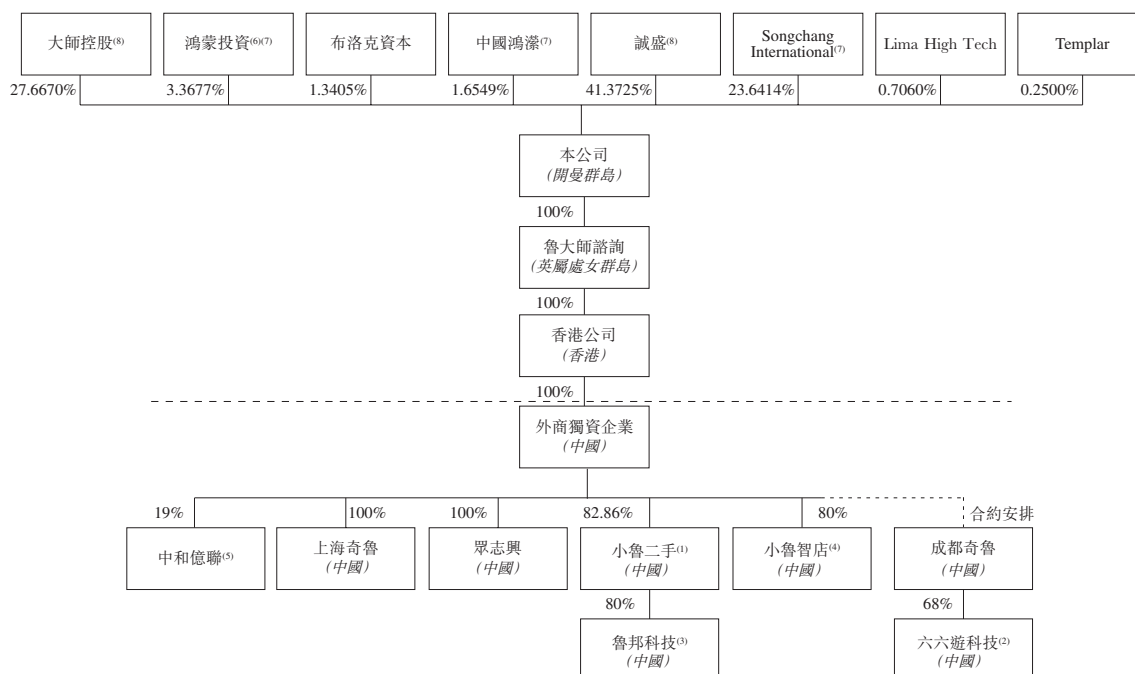 大師控股(8)
鴻蒙投資(6)(7)
布洛克資本
中國鴻瀠(7)
誠盛(8)
Songchang
International(7)
Lima High Tech
Templar
27.6670%
3.3677%
1.3405%
1.6549%
41.3725%
23.6414%
0.7060%
0.2500%
本公司
(開曼群島)
100%
魯大師諮詢
(英屬處女群島)
100%
香港公司
(香港)
100%
外商獨資企業
(中國)
19%
100%
100%
82.86%
80%
合約安排
中和億聯(5)
上海奇魯
(中國)
眾志興
(中國)
小魯二手(1)
(中國)
小魯智店(4)
(中國)
成都奇魯
(中國)
80%
68%
魯邦科技(3)
(中國)
六六遊科技(2)
(中國)